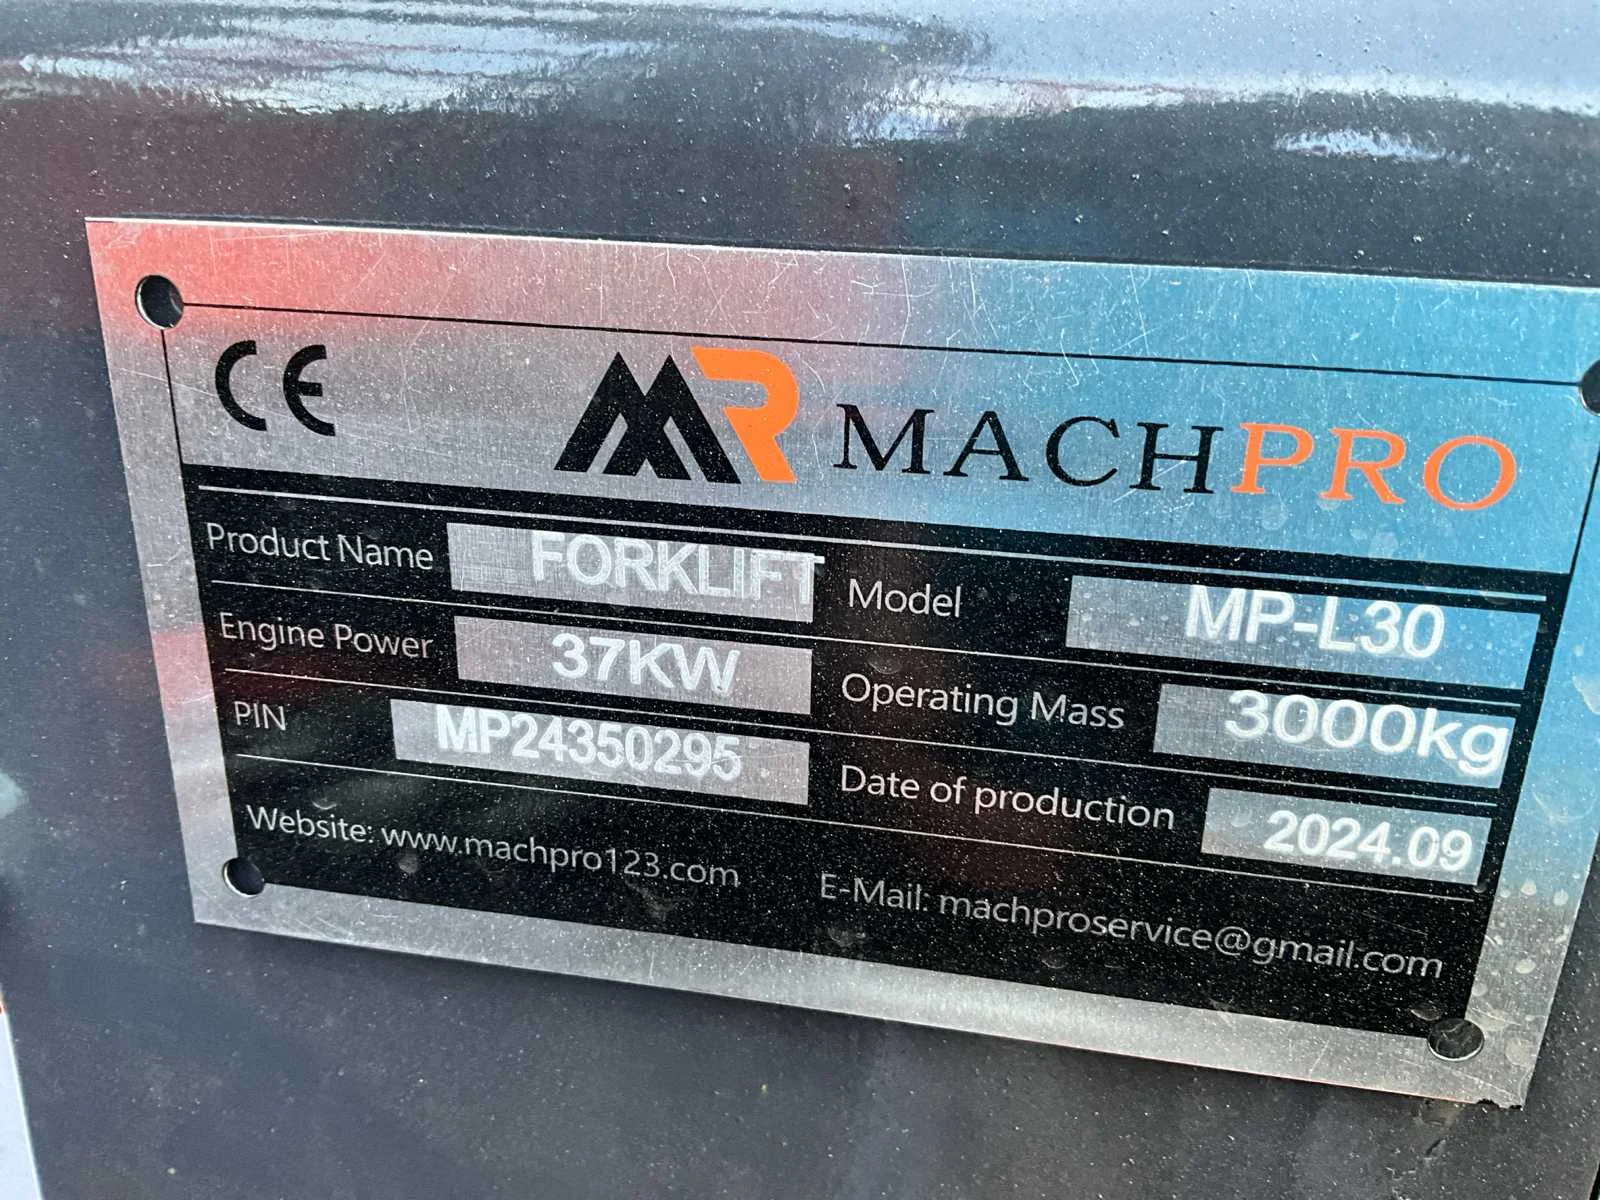 CE MR MACHPRO
Product Name FORKLIFT Model MP-L30
Engine Power 37KW Operating Mass 3000kg
PIN MP24350295 Date of production 2024.09
Website: www.machpro123.com E-Mail: machproservice@gmail.com